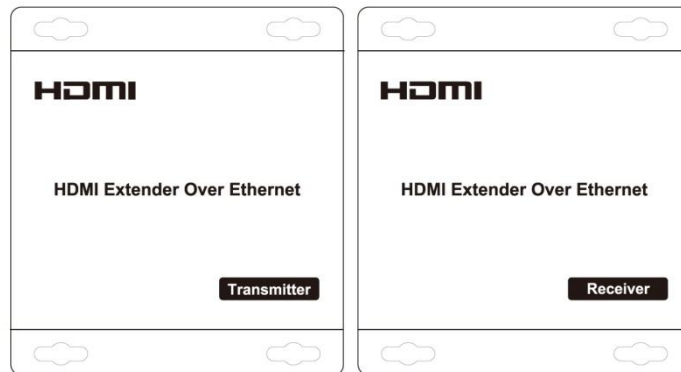 HDMI
HDMI Extender Over Ethernet
Transmitter
HDMI
HDMI Extender Over Ethernet
Receiver